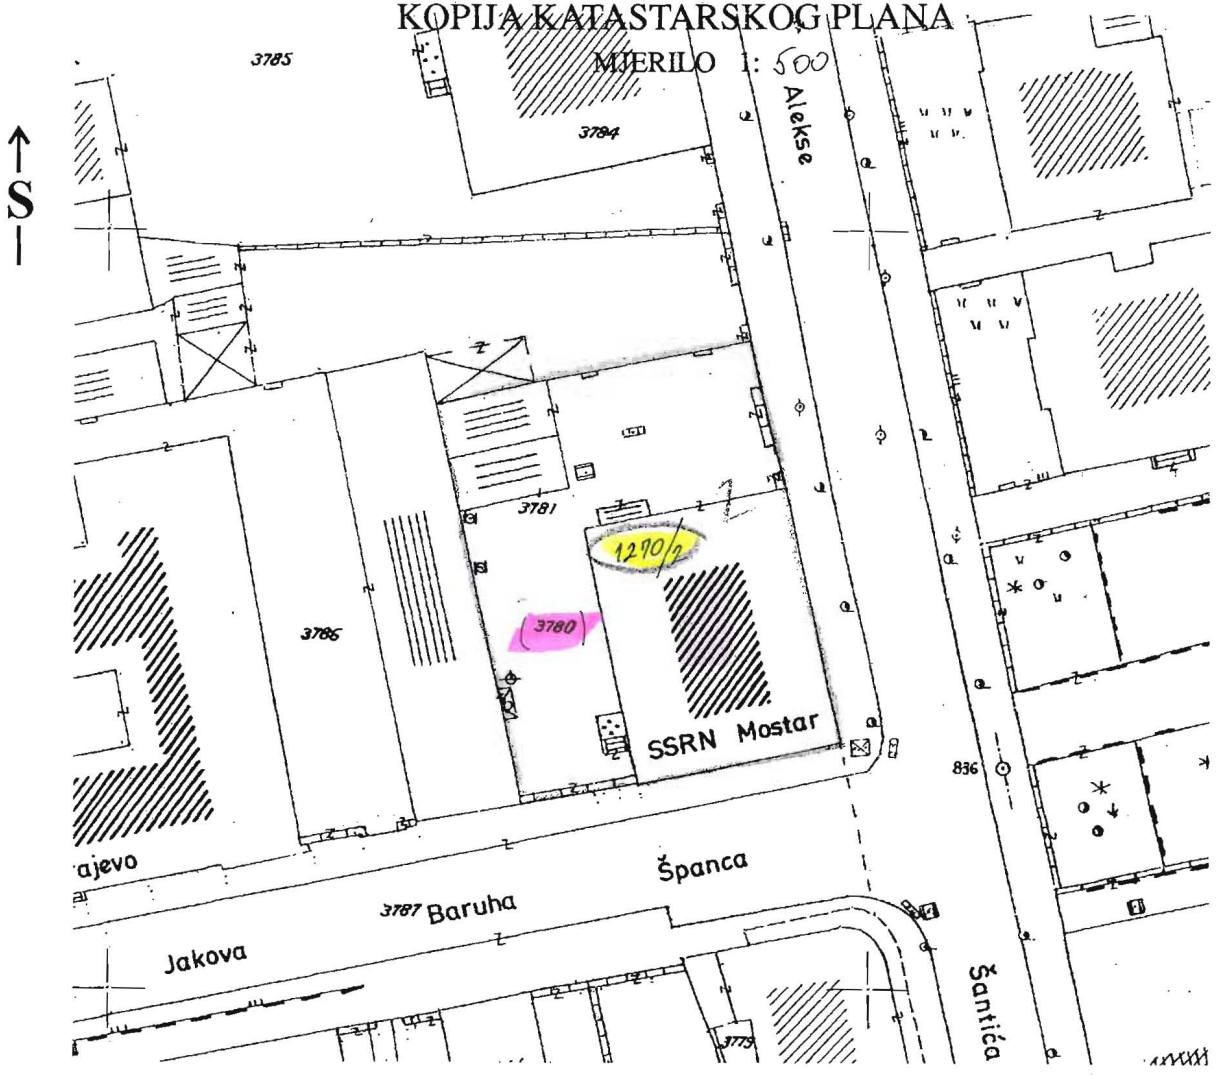 KOPIJA KATASTARSKOG PLANA
MJERILO 1: 500
3785
3784
Alekse
S
3781
1270/2
3780
3786
SSRN Mostar
836
ajevo
Španca
3787 Baruha
Jakova
Šantića
3779